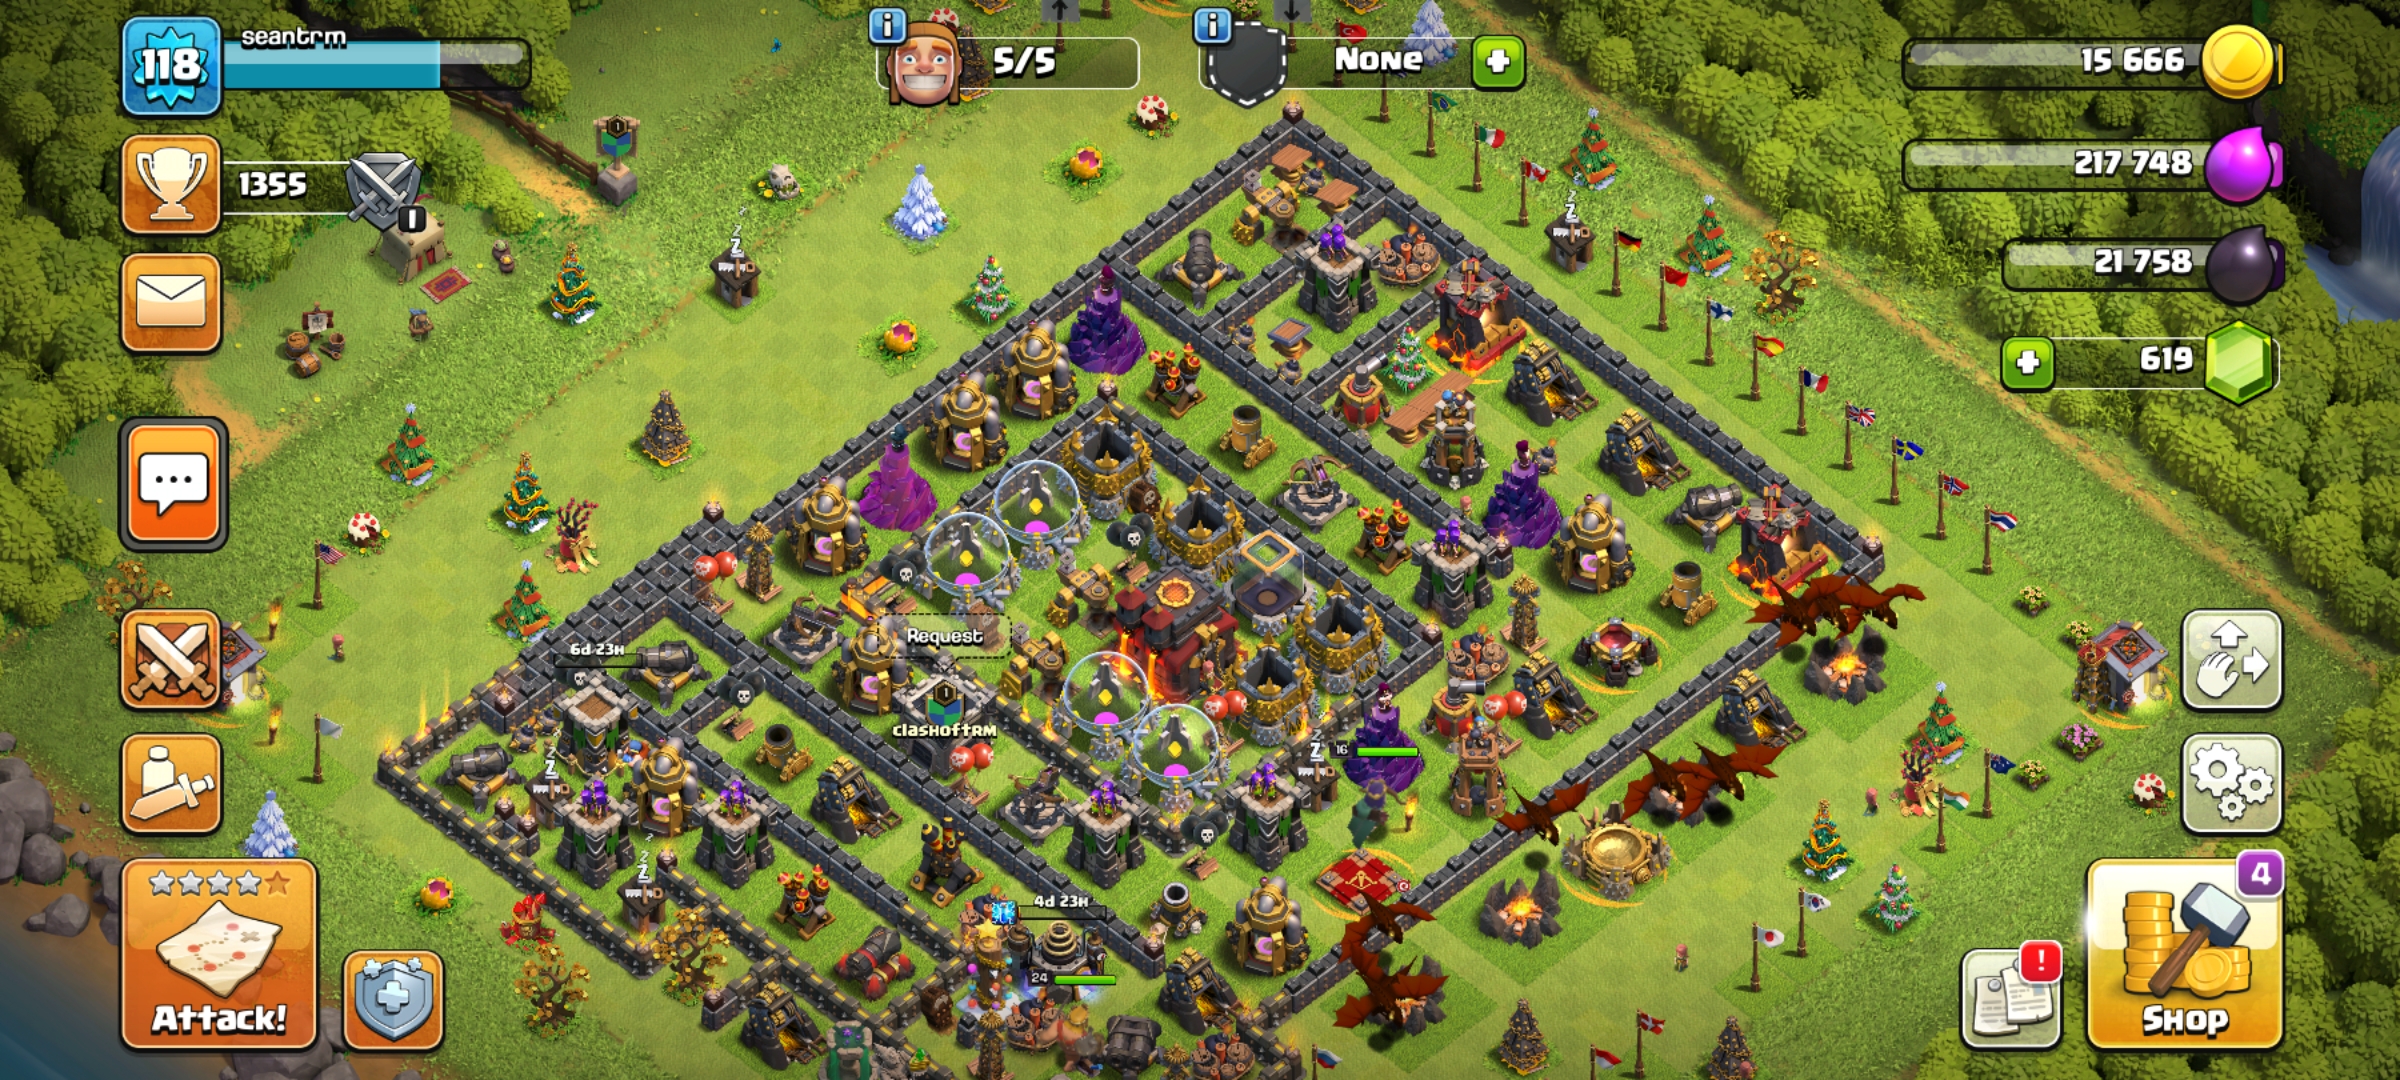 118
seantrm
5/5
None
15 666
1355
I
217 748
21 758
619
6d 23H
Request
clashoftRM
16
4d 23H
24
4
!
Attack!
Shop